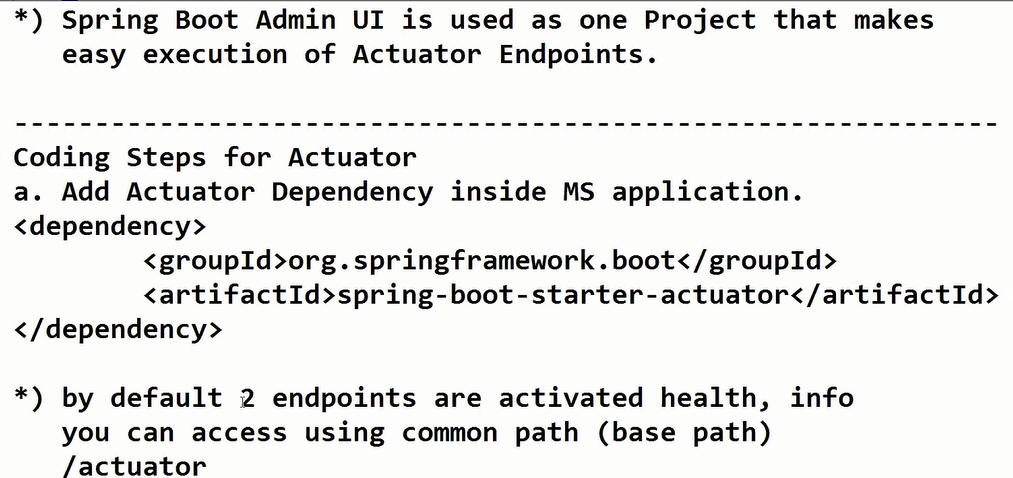 *) Spring Boot Admin UI is used as one Project that makes
   easy execution of Actuator Endpoints.
-------------------------------------------------------------
Coding Steps for Actuator
a. Add Actuator Dependency inside MS application.
<dependency>
        <groupId>org.springframework.boot</groupId>
        <artifactId>spring-boot-starter-actuator</artifactId>
</dependency>
*) by default 2 endpoints are activated health, info
   you can access using common path (base path)
   /actuator